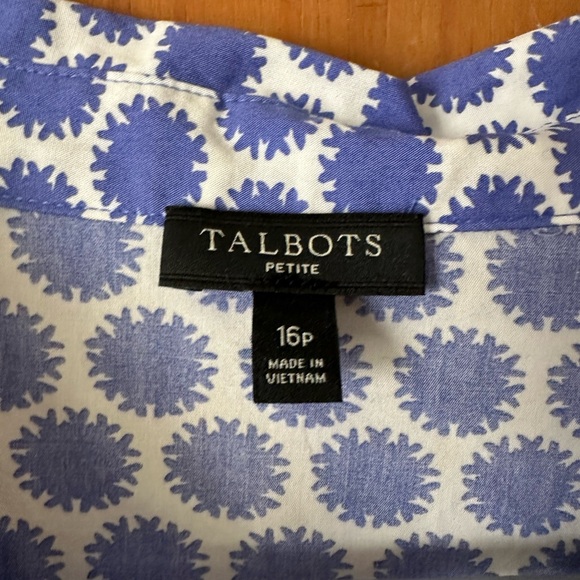 TALBOTS
PETITE
16P
MADE IN
VIETNAM